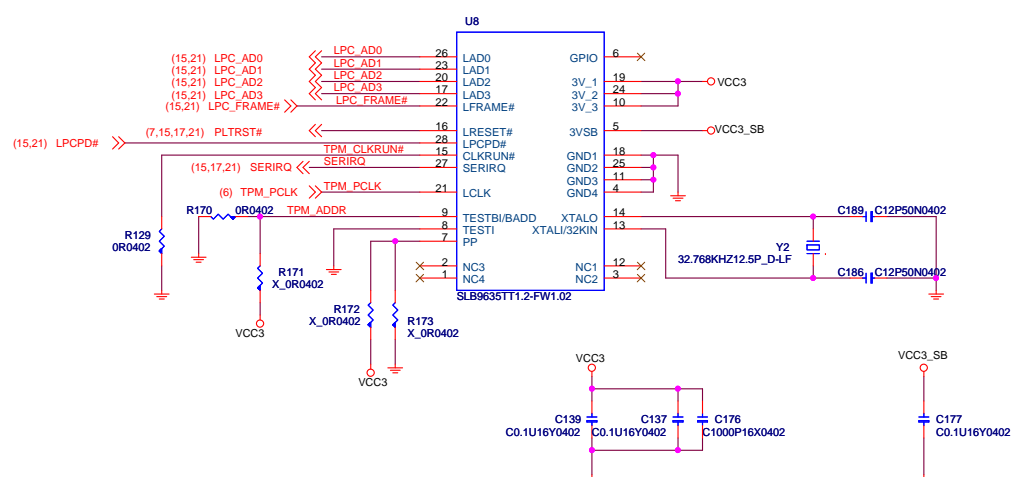 U8
(15,21) LPC_AD0 LPC_AD0 26 LAD0 GPIO 6
(15,21) LPC_AD1 LPC_AD1 23 LAD1
(15,21) LPC_AD2 LPC_AD2 20 LAD2 3V_1 19 VCC3
(15,21) LPC_AD3 LPC_AD3 17 LAD3 3V_2 24
(15,21) LPC_FRAME# LPC_FRAME# 22 LFRAME# 3V_3 10
(7,15,17,21) PLTRST# 16 LRESET# 3VSB 5 VCC3_SB
(15,21) LPCPD# 28 LPCPD#
TPM_CLKRUN# 15 CLKRUN# GND1 18
(15,17,21) SERIRQ SERIRQ 27 SERIRQ GND2 25
GND3 11
(6) TPM_PCLK TPM_PCLK 21 LCLK GND4 4
R170 0R0402 TPM_ADDR 9 TESTBI/BADD XTALO 14 C189 C12P50N0402
8 TESTI XTALI/32KIN 13
R129
0R0402
7 PP
Y2
32.768KHZ12.5P_D-LF
2 NC3 NC1 12
1 NC4 NC2 3 C186 C12P50N0402
R171
X_0R0402
SLB9635TT1.2-FW1.02
R172
X_0R0402
R173
X_0R0402
VCC3
VCC3
VCC3 VCC3_SB
C139 C137 C176 C177
C0.1U16Y0402 C0.1U16Y0402 C1000P16X0402 C0.1U16Y0402